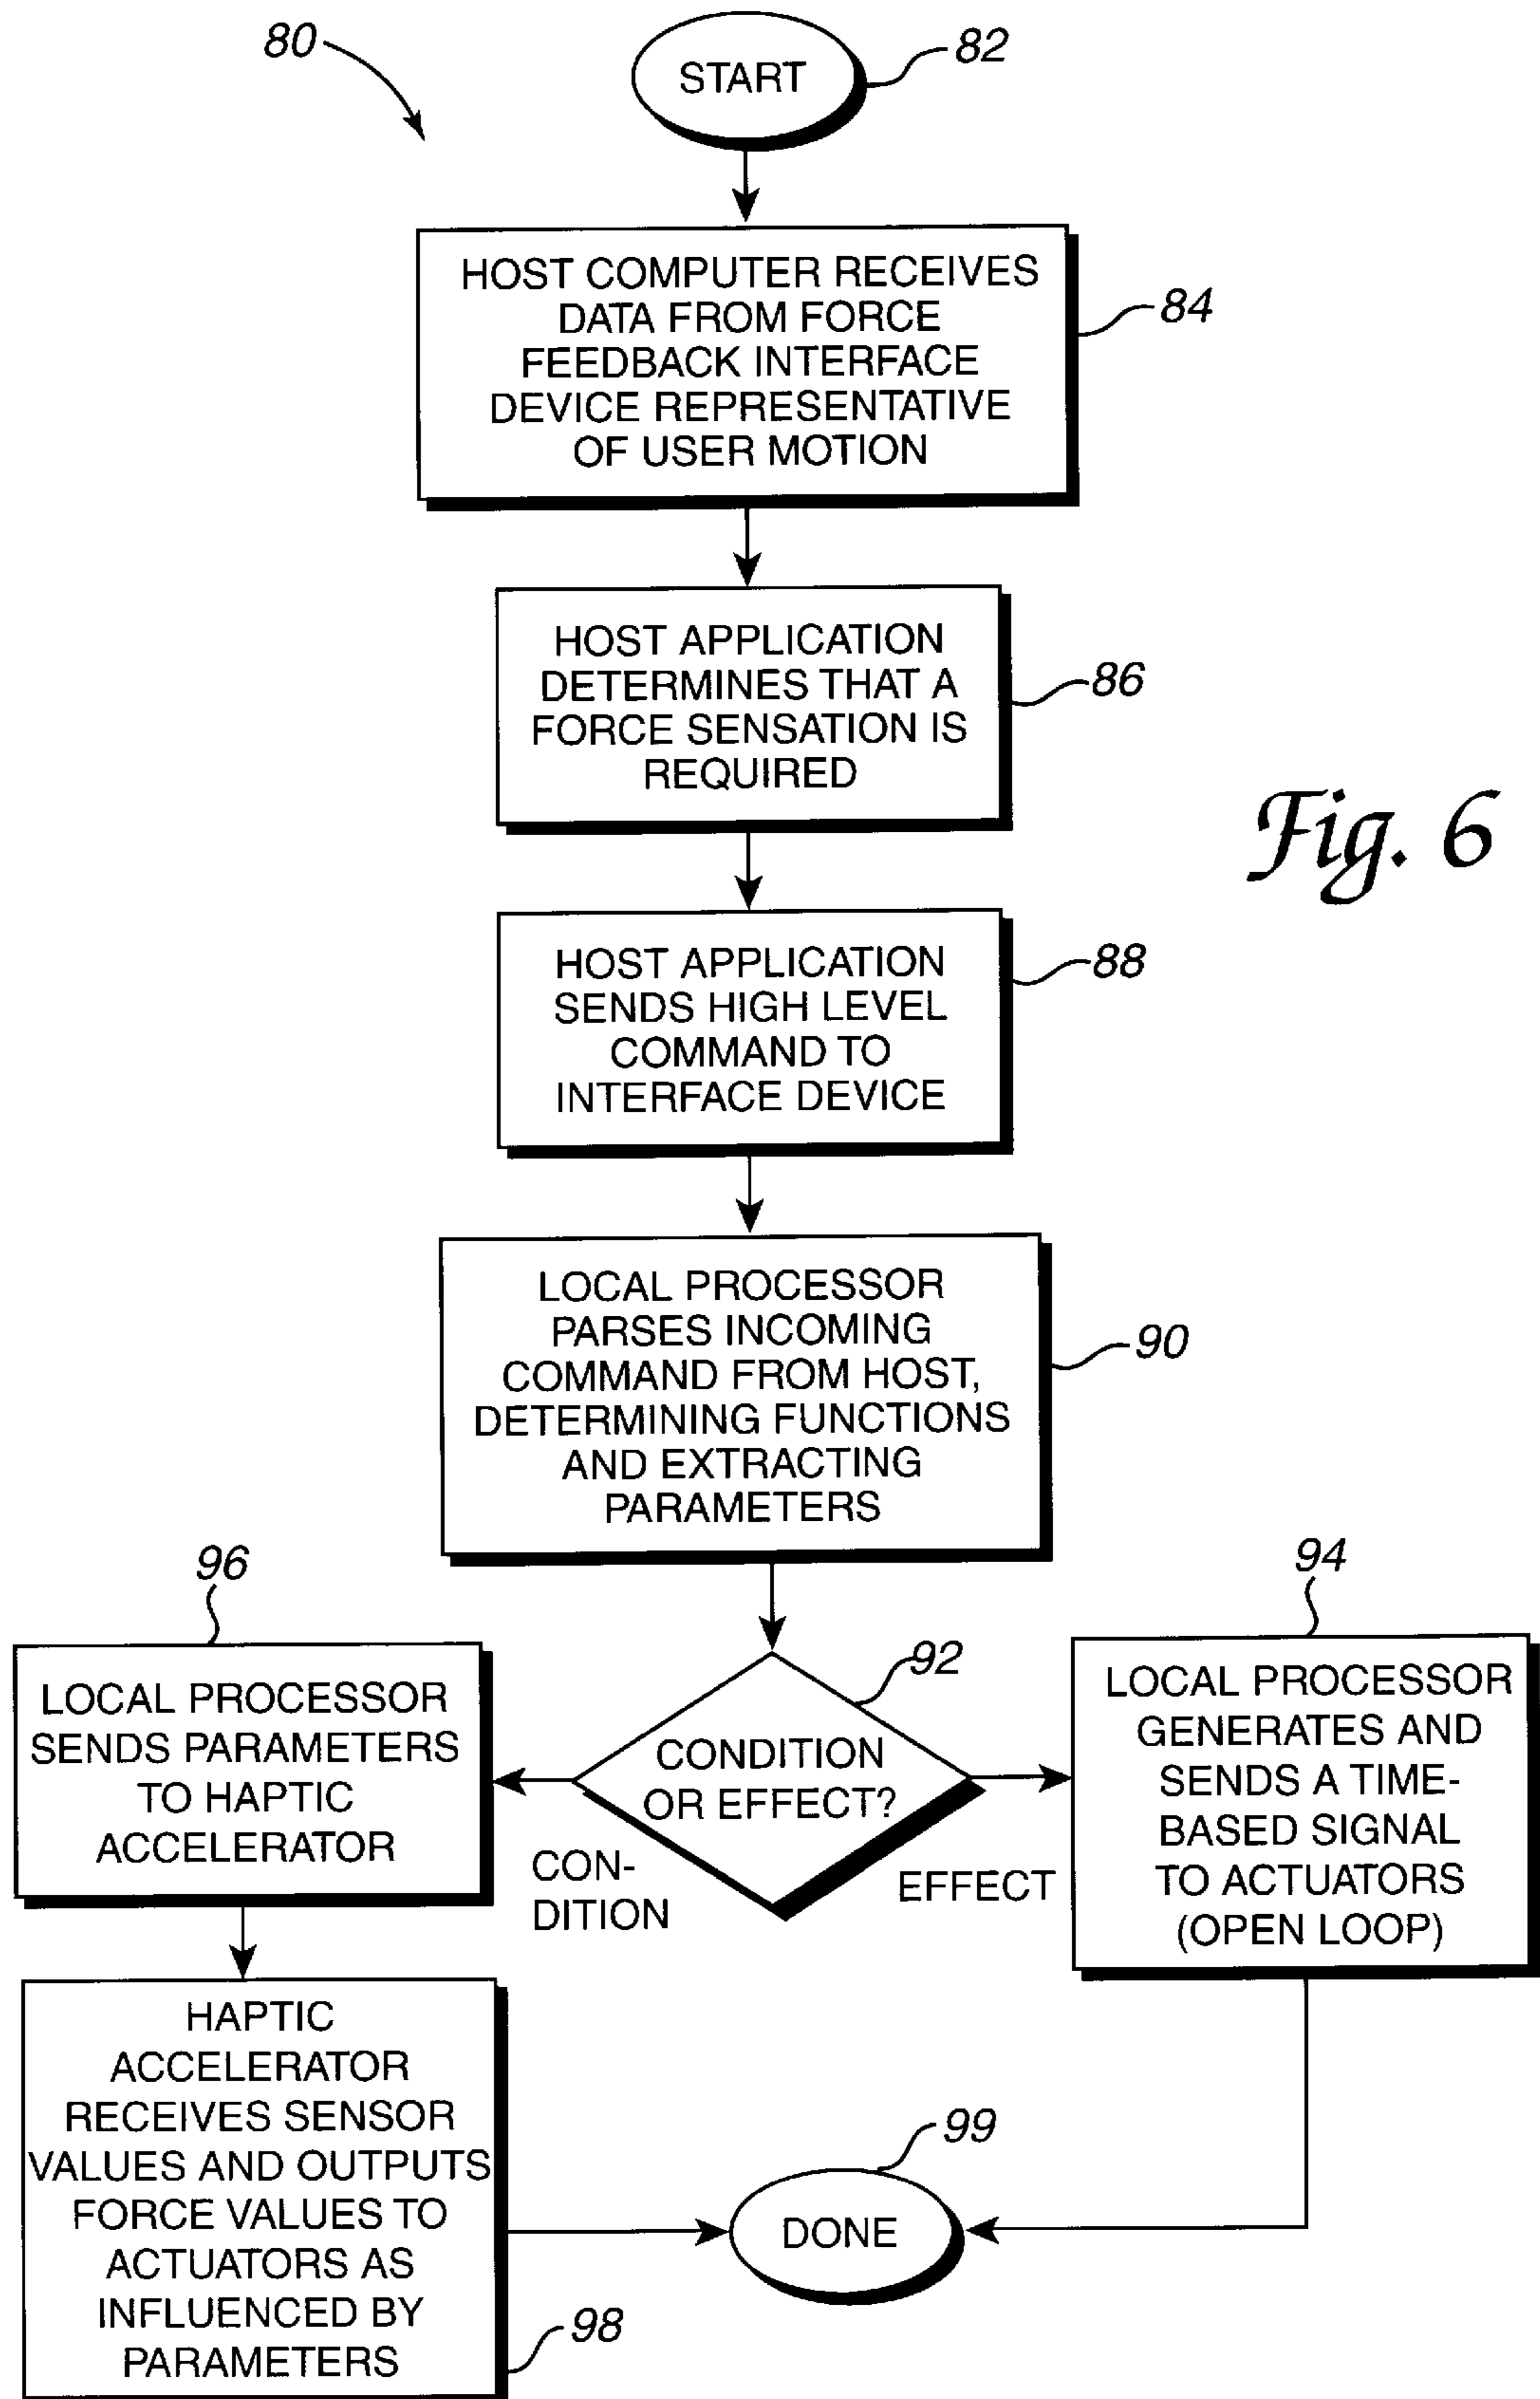 80
START
82
HOST COMPUTER RECEIVES
DATA FROM FORCE
FEEDBACK INTERFACE
DEVICE REPRESENTATIVE
OF USER MOTION
84
HOST APPLICATION
DETERMINES THAT A
FORCE SENSATION IS
REQUIRED
86
Fig. 6
HOST APPLICATION
SENDS HIGH LEVEL
COMMAND TO
INTERFACE DEVICE
88
LOCAL PROCESSOR
PARSES INCOMING
COMMAND FROM HOST,
DETERMINING FUNCTIONS
AND EXTRACTING
PARAMETERS
90
92
CONDITION
OR EFFECT?
CON-
DITION
EFFECT
96
LOCAL PROCESSOR
SENDS PARAMETERS
TO HAPTIC
ACCELERATOR
94
LOCAL PROCESSOR
GENERATES AND
SENDS A TIME-
BASED SIGNAL
TO ACTUATORS
(OPEN LOOP)
HAPTIC
ACCELERATOR
RECEIVES SENSOR
VALUES AND OUTPUTS
FORCE VALUES TO
ACTUATORS AS
INFLUENCED BY
PARAMETERS
98
99
DONE